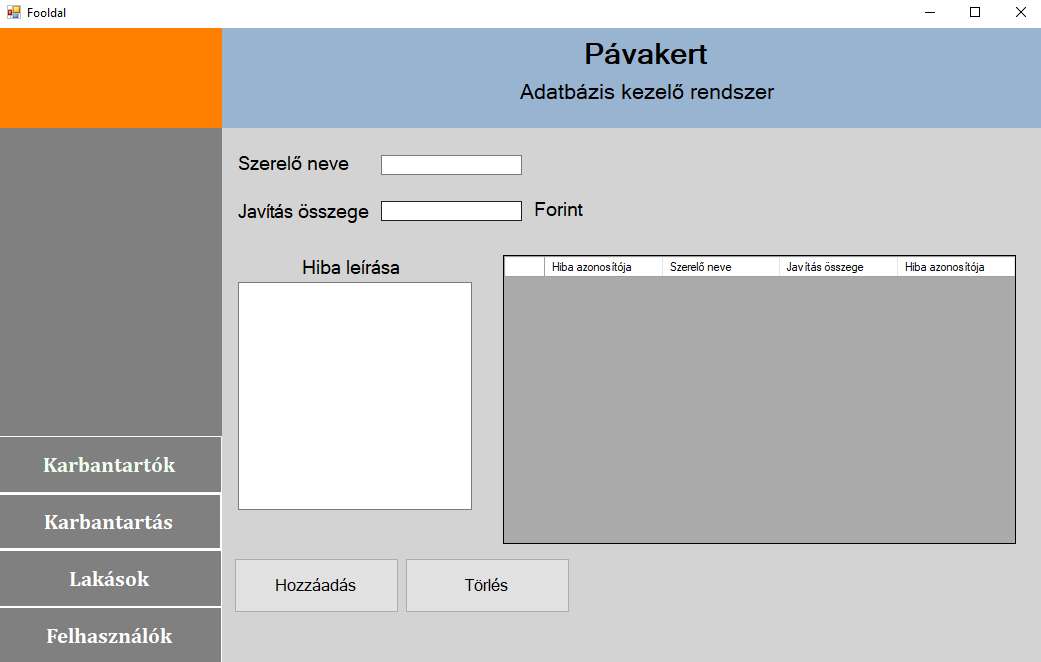 Fooldal
Pávakert
Adatbázis kezelő rendszer
Szerelő neve
Javítás összege Forint
Hiba leírása
Hiba azonosítója Szerelő neve Javítás összege Hiba azonosítója
Karbantartók
Karbantartás
Lakások
Felhasználók
Hozzáadás Törlés